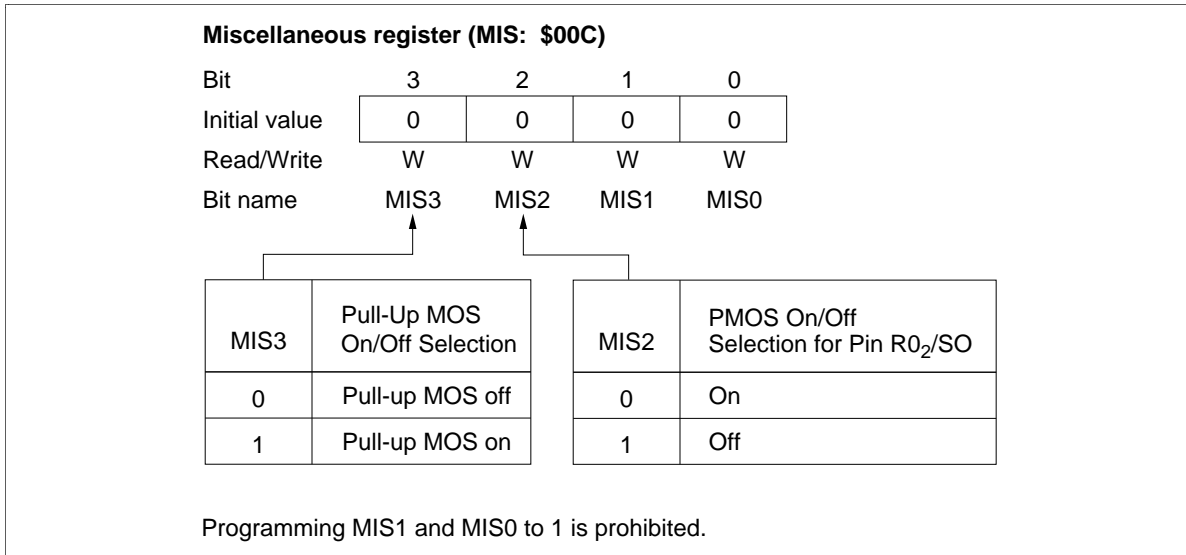 Miscellaneous register (MIS: $00C)
Bit 3 2 1 0
Initial value 0 0 0 0
Read/Write W W W W
Bit name MIS3 MIS2 MIS1 MIS0
MIS3 Pull-Up MOS
On/Off Selection
0 Pull-up MOS off
1 Pull-up MOS on
MIS2 PMOS On/Off
Selection for Pin R0₂/SO
0 On
1 Off
Programming MIS1 and MIS0 to 1 is prohibited.